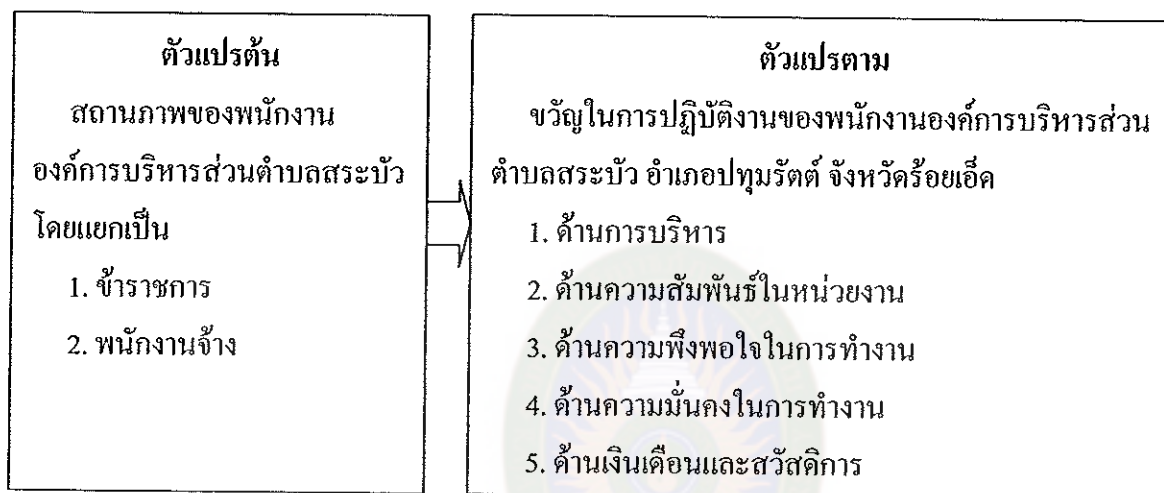 ตัวแปรต้น
สถานภาพของพนักงาน
องค์การบริหารส่วนตำบลสระบัว
โดยแยกเป็น
1. ข้าราชการ
2. พนักงานจ้าง
ตัวแปรตาม
ขวัญในการปฏิบัติงานของพนักงานองค์การบริหารส่วน
ตำบลสระบัว อำเภอปทุมรัตต์ จังหวัดร้อยเอ็ด
1. ด้านการบริหาร
2. ด้านความสัมพันธ์ในหน่วยงาน
3. ด้านความพึงพอใจในการทำงาน
4. ด้านความมั่นคงในการทำงาน
5. ด้านเงินเดือนและสวัสดิการ